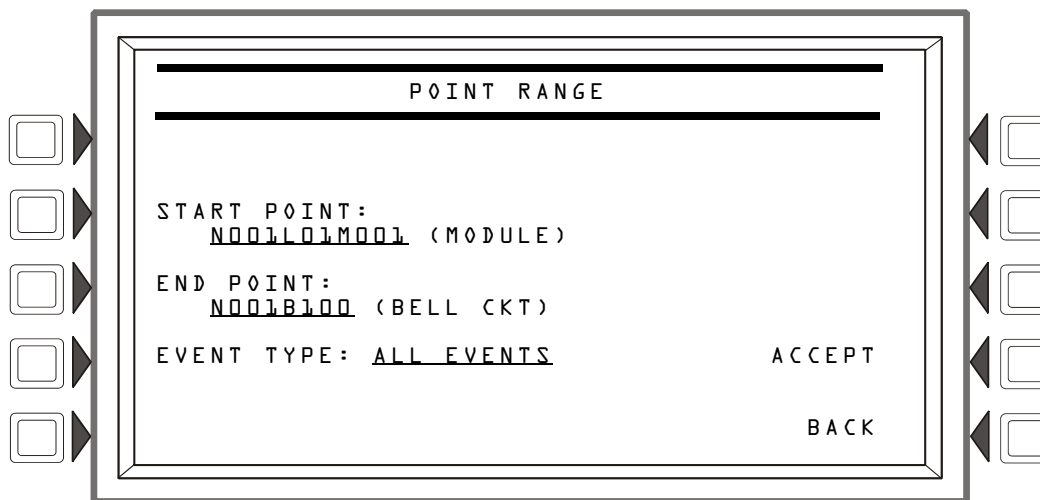 POINT RANGE
START POINT:
N001L01M001 (MODULE)
END POINT:
N001B100 (BELL CKT)
EVENT TYPE: ALL EVENTS
ACCEPT
BACK